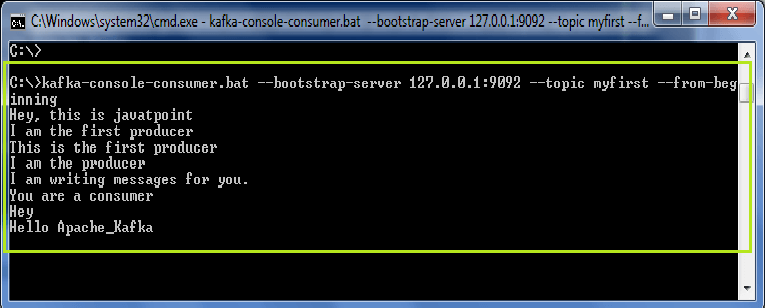 C:\Windows\system32\cmd.exe - kafka-console-consumer.bat --bootstrap-server 127.0.0.1:9092 --topic myfirst --f...
C:\>
C:\>kafka-console-consumer.bat --bootstrap-server 127.0.0.1:9092 --topic myfirst --from-beg
inning
Hey, this is javatpoint
I am the first producer
This is the first producer
I am the producer
I am writing messages for you.
You are a consumer
Hey
Hello Apache_Kafka